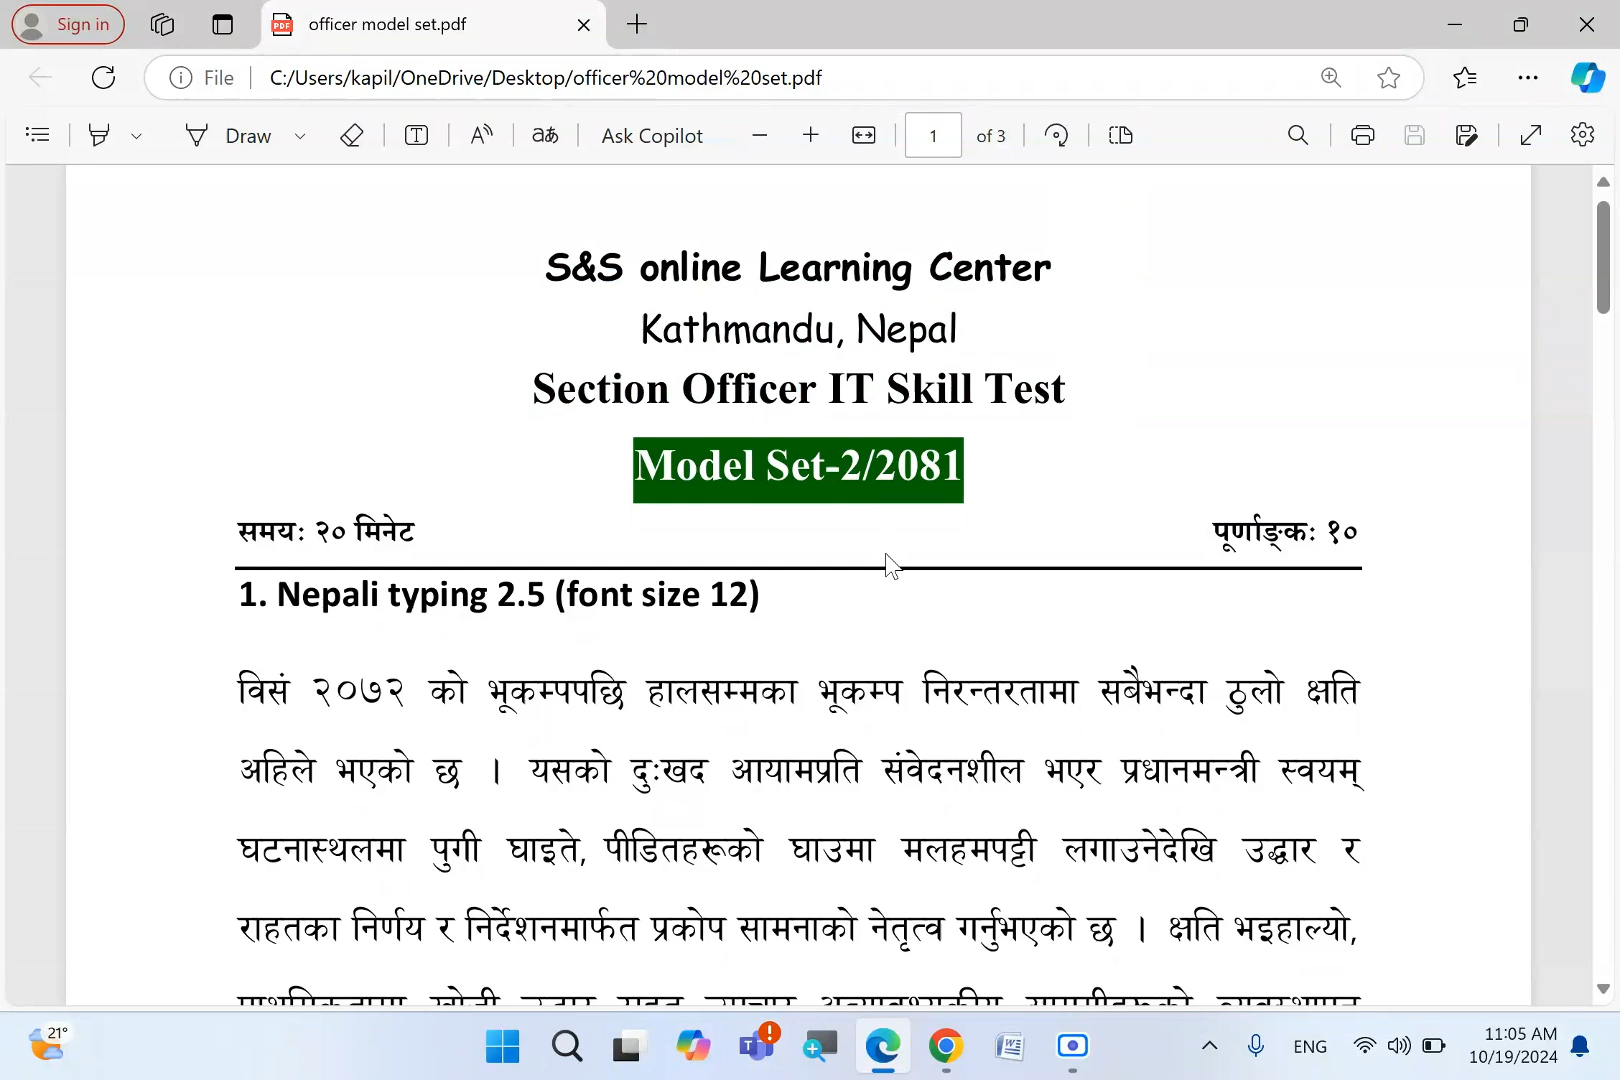 Sign in
officer model set.pdf
File
C:/Users/kapil/OneDrive/Desktop/officer%20model%20set.pdf
Draw
Ask Copilot
1 of 3
S&S online Learning Center
Kathmandu, Nepal
Section Officer IT Skill Test
Model Set-2/2081
समयः २० मिनेट
पूर्णाङ्कः १०
1. Nepali typing 2.5 (font size 12)
विसं २०७२ को भूकम्पपछि हालसम्मका भूकम्प निरन्तरतामा सबैभन्दा ठुलो क्षति
अहिले भएको छ । यसको दुःखद आयामप्रति संवेदनशील भएर प्रधानमन्त्री स्वयम्
घटनास्थलमा पुगी घाइते, पीडितहरूको घाउमा मलहमपट्टी लगाउनेदेखि उद्धार र
राहतका निर्णय र निर्देशनमार्फत प्रकोप सामनाको नेतृत्व गर्नुभएको छ । क्षति भइहाल्यो,
21°
ENG
11:05 AM
10/19/2024